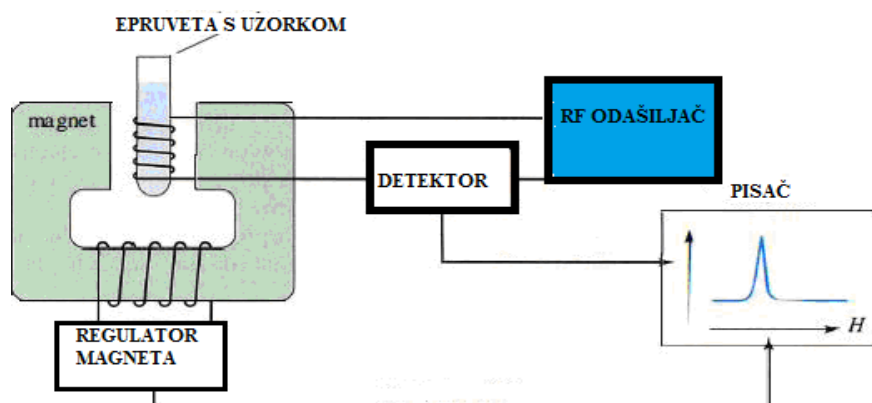 EPRUVETA S UZORKOM
magnet
RF ODAŠILJAČ
DETEKTOR
PISAČ
H
REGULATOR
MAGNETA